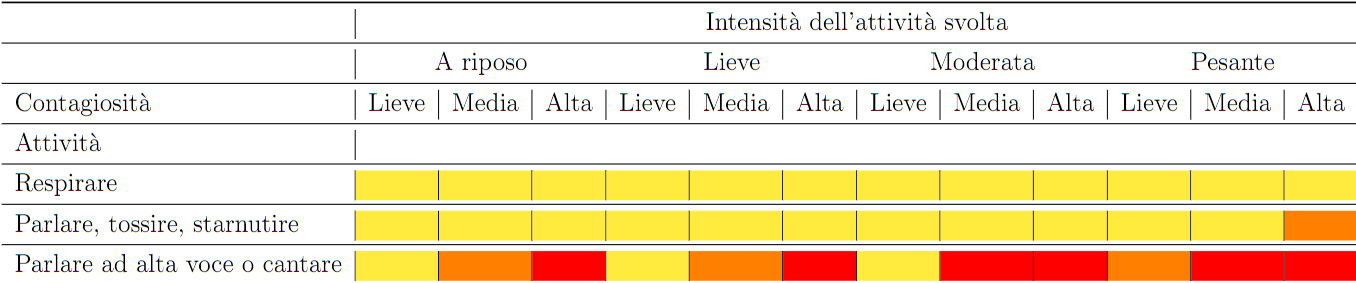 Intensità dell'attività svolta
A riposo Lieve Moderata Pesante
Contagiosità Lieve Media Alta Lieve Media Alta Lieve Media Alta Lieve Media Alta
Attività
Respirare
Parlare, tossire, starnutire
Parlare ad alta voce o cantare